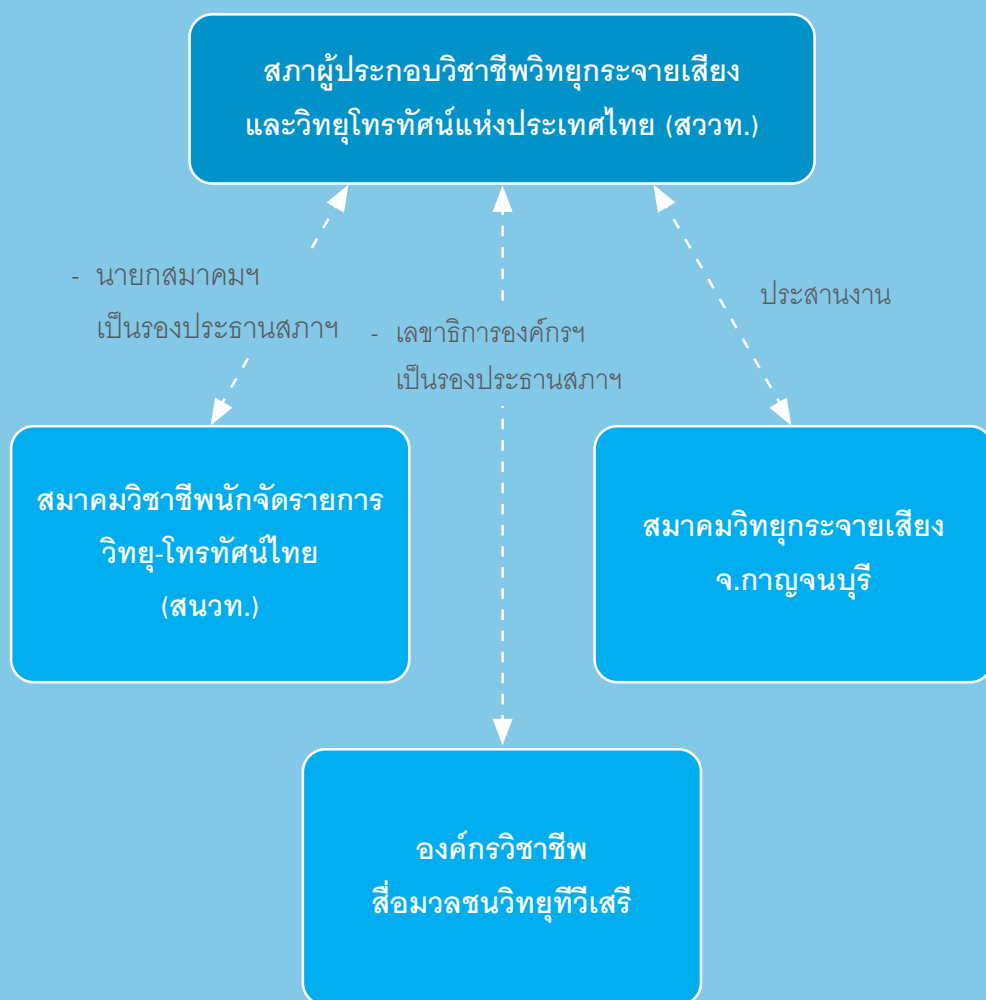 สภาผู้ประกอบวิชาชีพวิทยุกระจายเสียง
และวิทยุโทรทัศน์แห่งประเทศไทย (สววท.)
- นายกสมาคมฯ
เป็นรองประธานสภาฯ
- เลขาธิการองค์กรฯ
เป็นรองประธานสภาฯ
ประสานงาน
สมาคมวิชาชีพนักจัดรายการ
วิทยุ-โทรทัศน์ไทย
(สนวท.)
สมาคมวิทยุกระจายเสียง
จ.กาญจนบุรี
องค์กรวิชาชีพ
สื่อมวลชนวิทยุทีวีเสรี